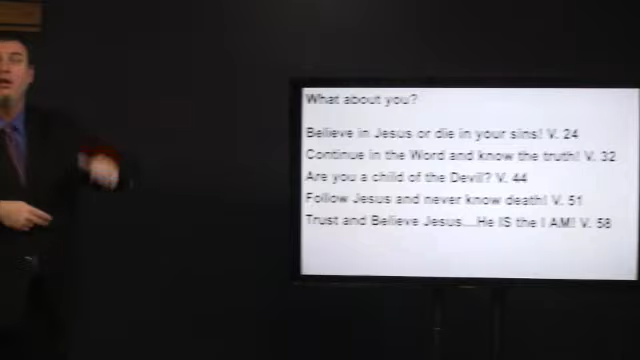 What about you?
Believe in Jesus or die in your sins! V. 24
Continue in the Word and know the truth! V. 32
Are you a child of the Devil? V. 44
Follow Jesus and never know death! V. 51
Trust and Believe Jesus....He IS the I AM! V. 58